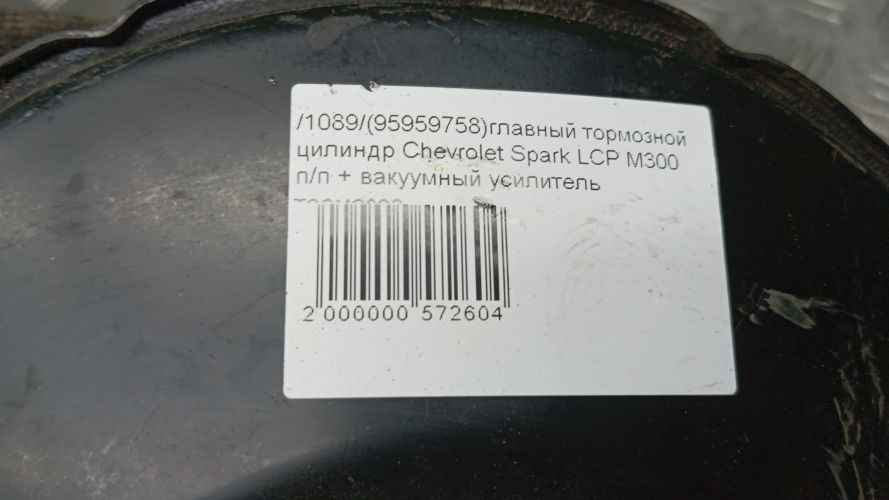 /1089/(95959758)главный тормозной
цилиндр Chevrolet Spark LCP M300
п/п + вакуумный усилитель
2 000000 572604